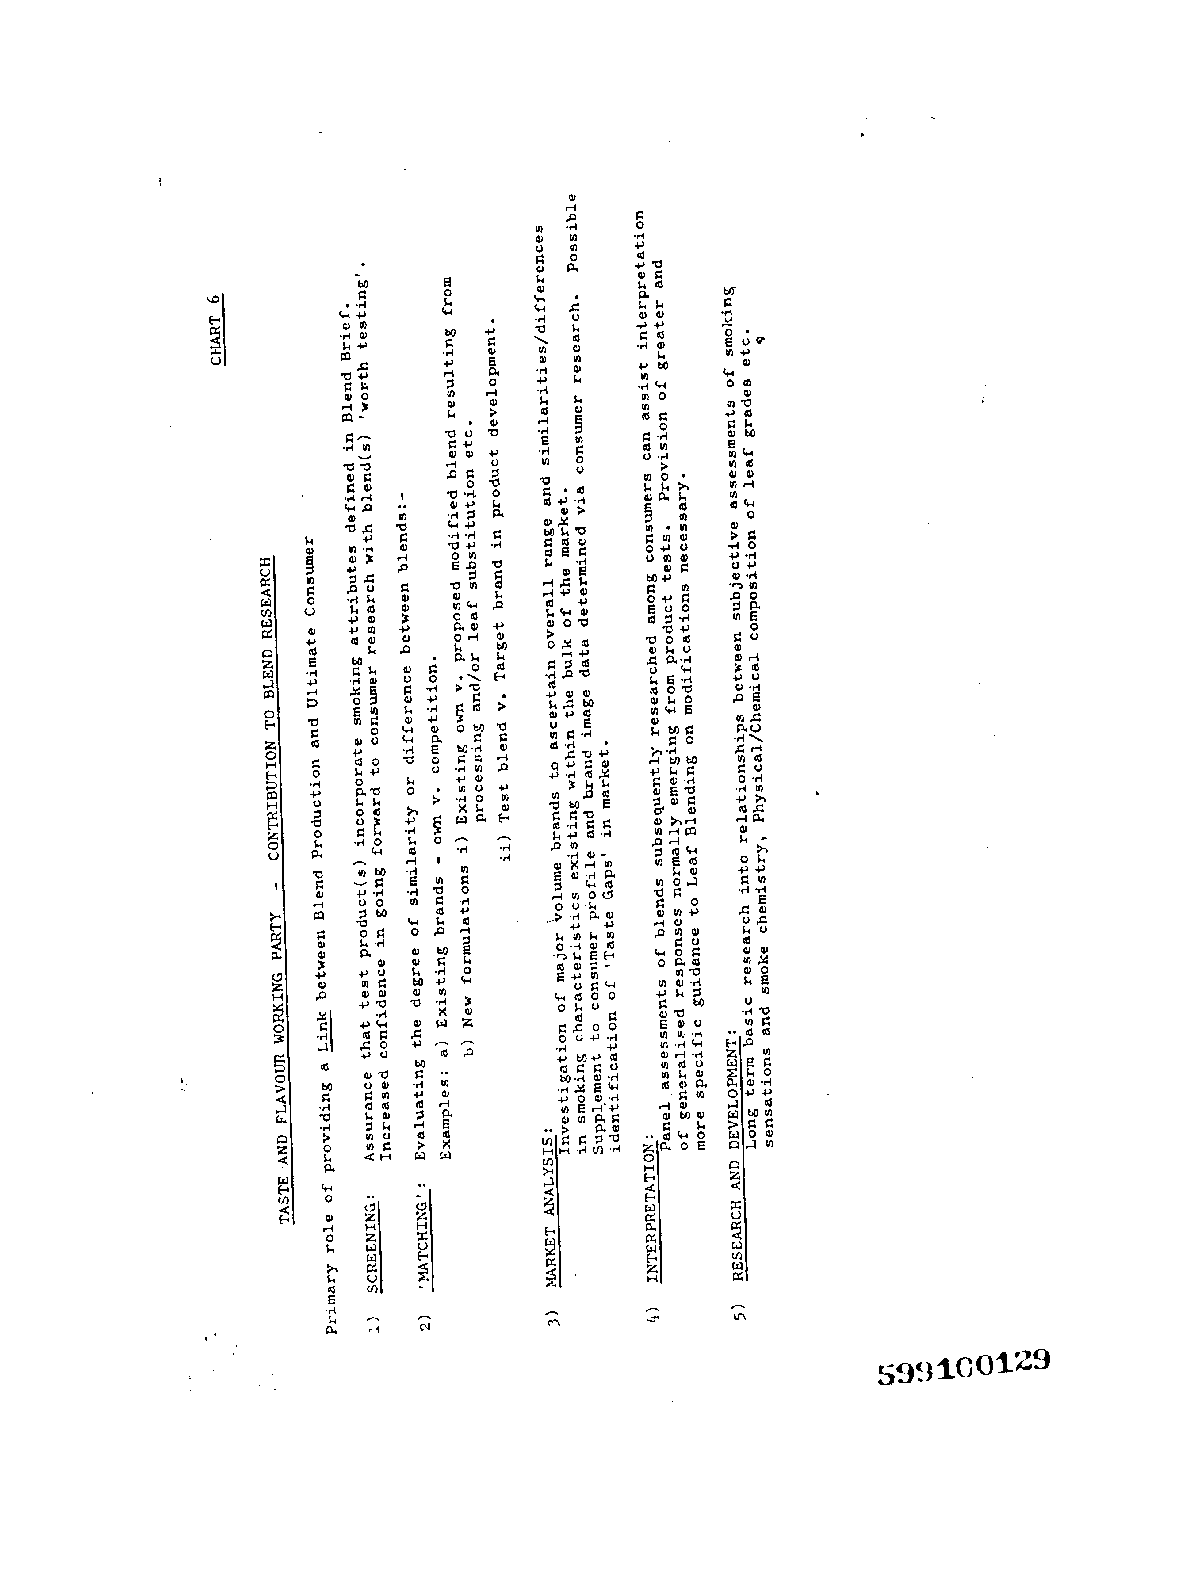 CHART 6
TASTE AND FLAVOUR WORKING PARTY - CONTRIBUTION TO BLEND RESEARCH
Primary role of providing a Link between Blend Production and Ultimate Consumer
1) SCREENING: Assurance that test product(s) incorporate smoking attributes defined in Blend Brief.
Increased confidence in going forward to consumer research with blend(s) 'worth testing'.
2) 'MATCHING': Evaluating the degree of similarity or difference between blends:-
Examples: a) Existing brands - own v. competition.
b) New formulations i) Existing own v. proposed modified blend resulting from
processing and/or leaf substitution etc.
ii) Test blend v. Target brand in product development.
3) MARKET ANALYSIS:
Investigation of major volume brands to ascertain overall range and similarities/differences
in smoking characteristics existing within the bulk of the market.
Supplement to consumer profile and brand image data determined via consumer research. Possible
identification of 'Taste Gaps' in market.
4) INTERPRETATION:
Panel assessments of blends subsequently researched among consumers can assist interpretation
of generalised responses normally emerging from product tests. Provision of greater and
more specific guidance to Leaf Blending on modifications necessary.
5) RESEARCH AND DEVELOPMENT:
Long term basic research into relationships between subjective assessments of smoking
sensations and smoke chemistry, Physical/Chemical composition of leaf grades etc.
599100129